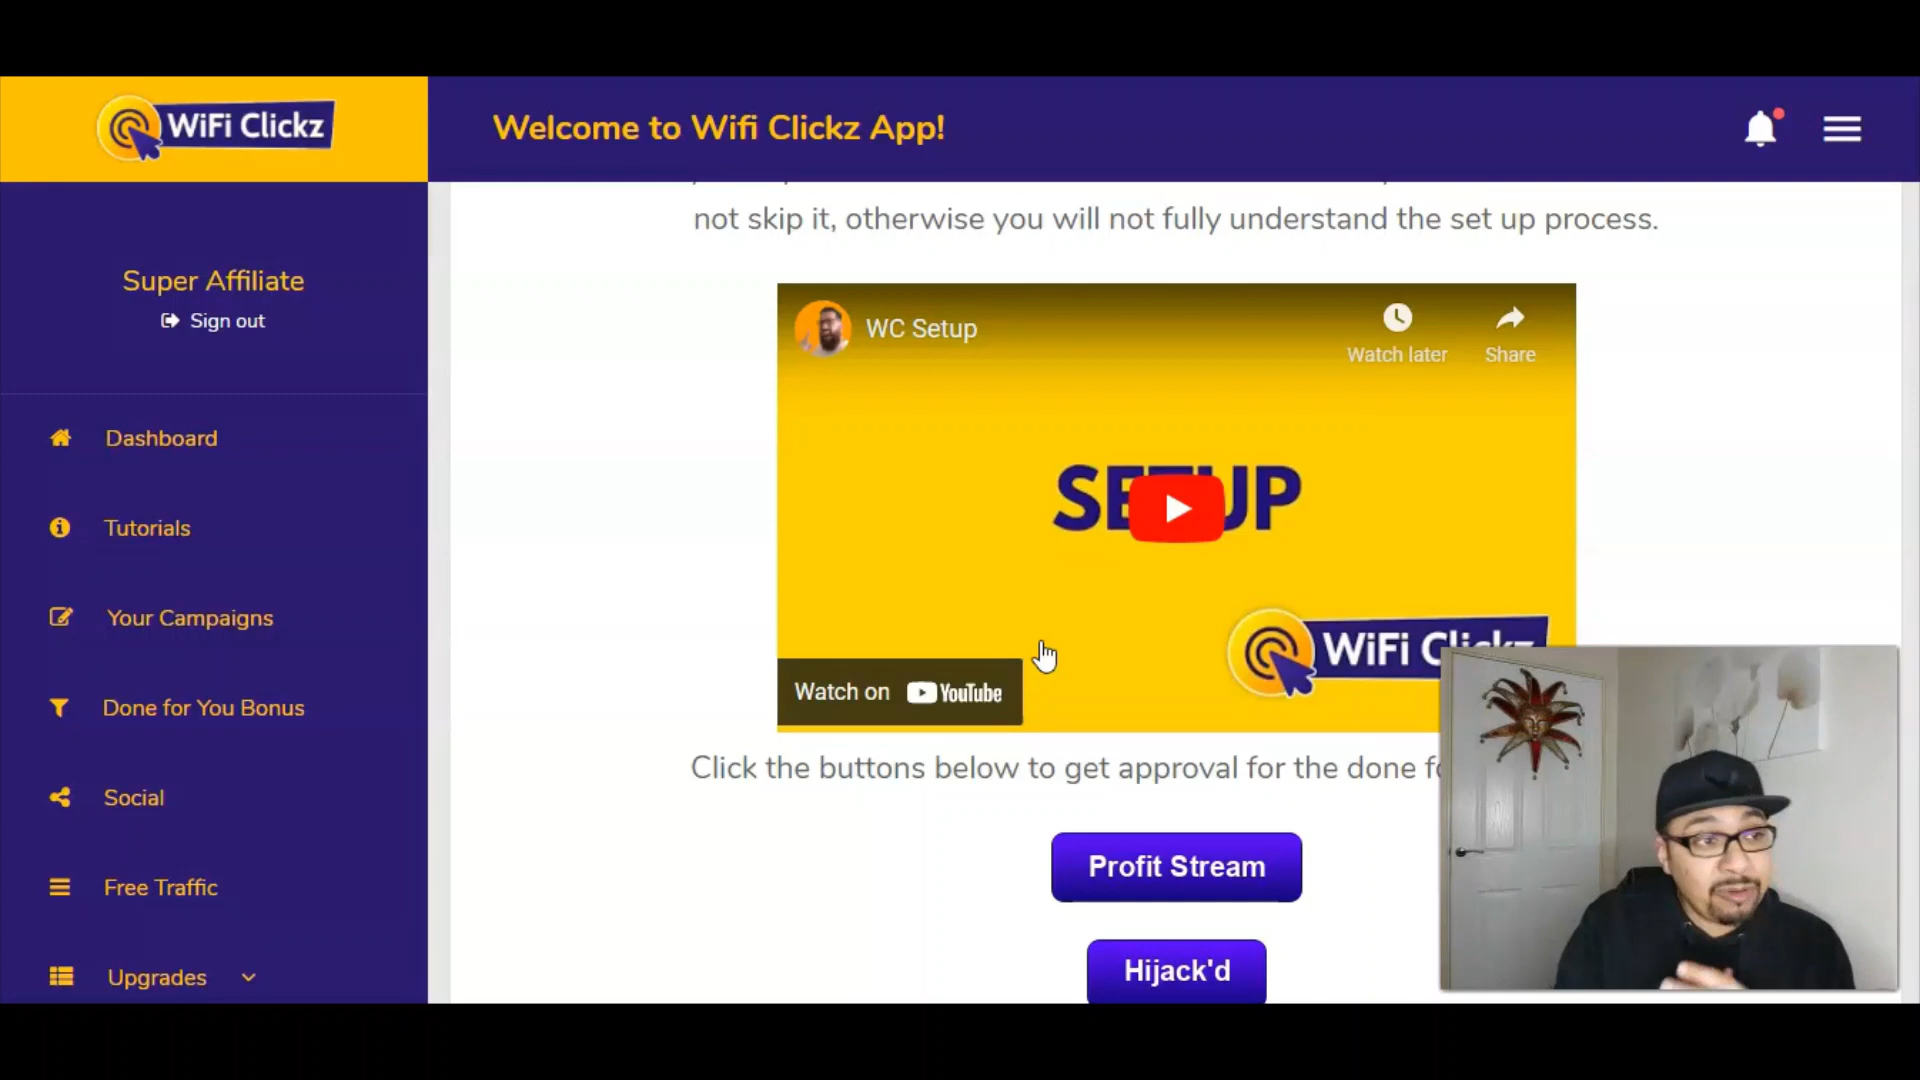 WiFi Clickz
Welcome to Wifi Clickz App!
Super Affiliate
Sign out
Dashboard
Tutorials
Your Campaigns
Done for You Bonus
Social
Free Traffic
Upgrades
not skip it, otherwise you will not fully understand the set up process.
WC Setup
Watch later
Share
SETUP
WiFi Clickz
Watch on YouTube
Click the buttons below to get approval for the done
Profit Stream
Hijack'd